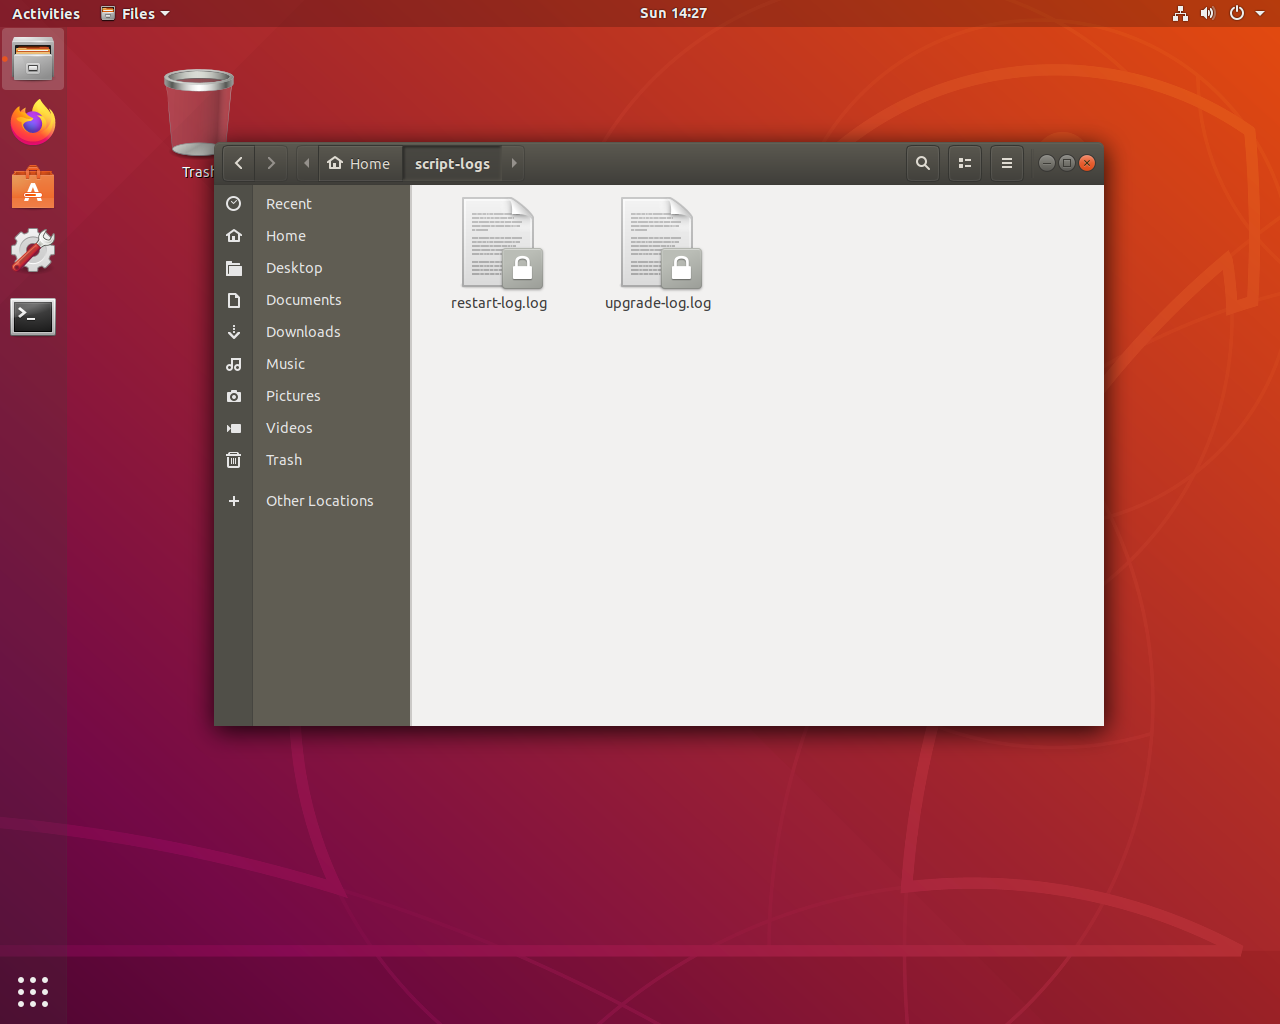 Activities Files Sun 14:27
Trash
Home script-logs
Recent
Home
Desktop
Documents
Downloads
Music
Pictures
Videos
Trash
Other Locations
restart-log.log upgrade-log.log